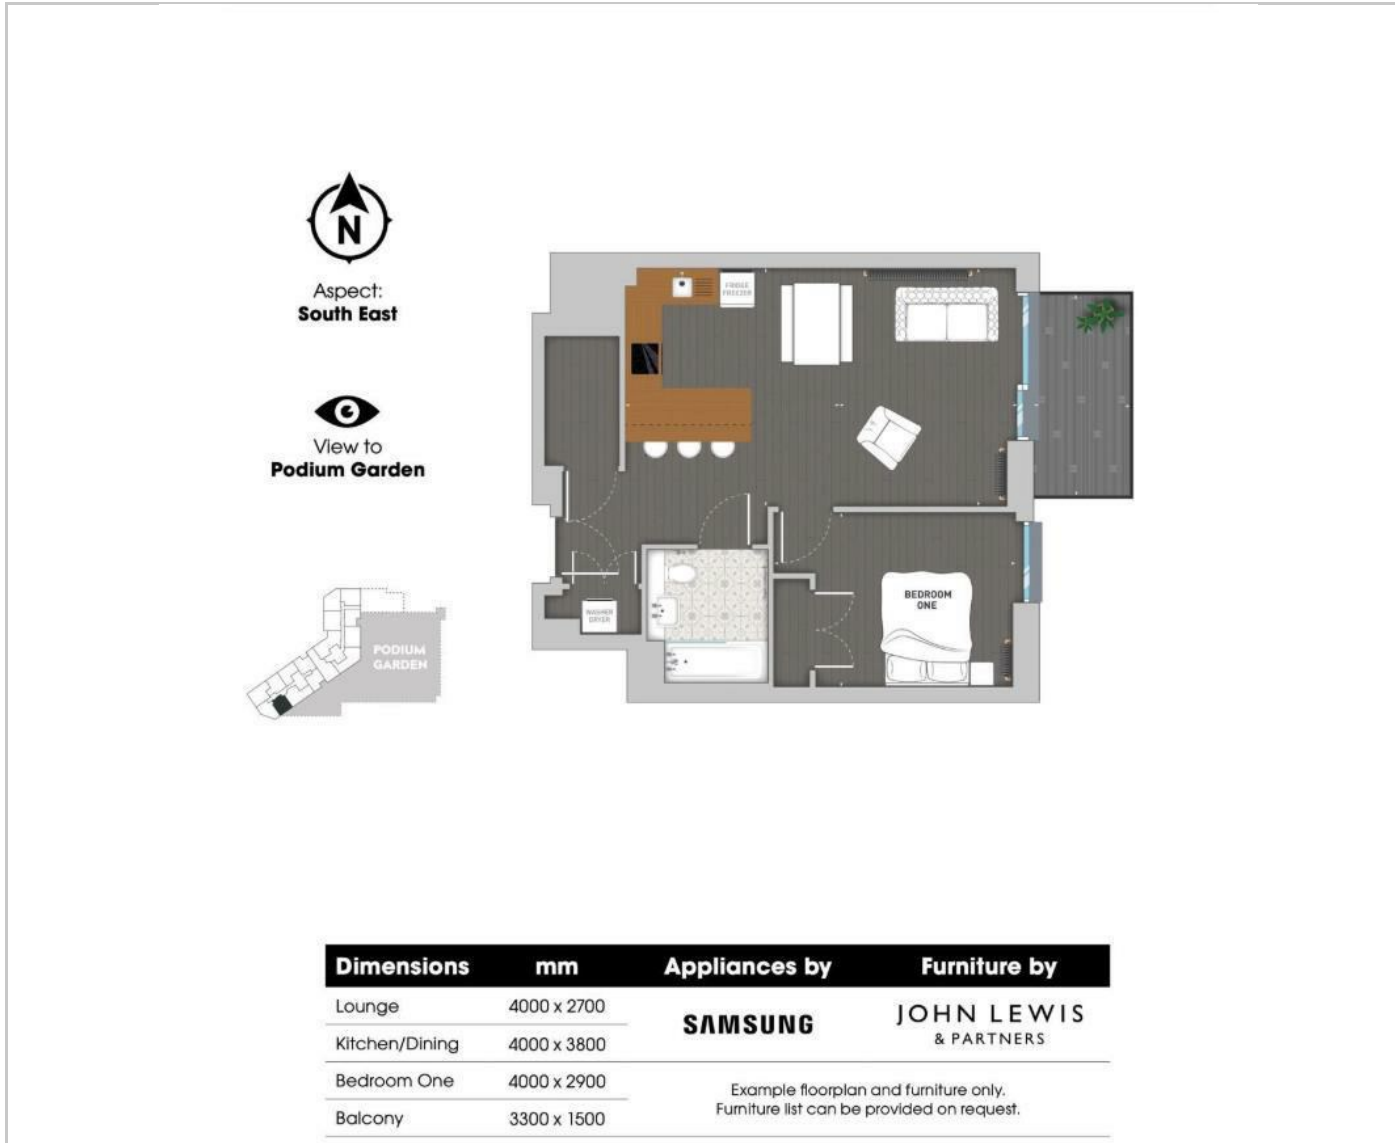 N
Aspect:
South East
View to
Podium Garden
PODIUM
GARDEN
FRIDGE
FREEZER
WASHER
DRYER
BEDROOM
ONE
Dimensions mm Appliances by Furniture by
Lounge 4000 x 2700
SAMSUNG
JOHN LEWIS
& PARTNERS
Kitchen/Dining 4000 x 3800
Bedroom One 4000 x 2900
Balcony 3300 x 1500
Example floorplan and furniture only.
Furniture list can be provided on request.